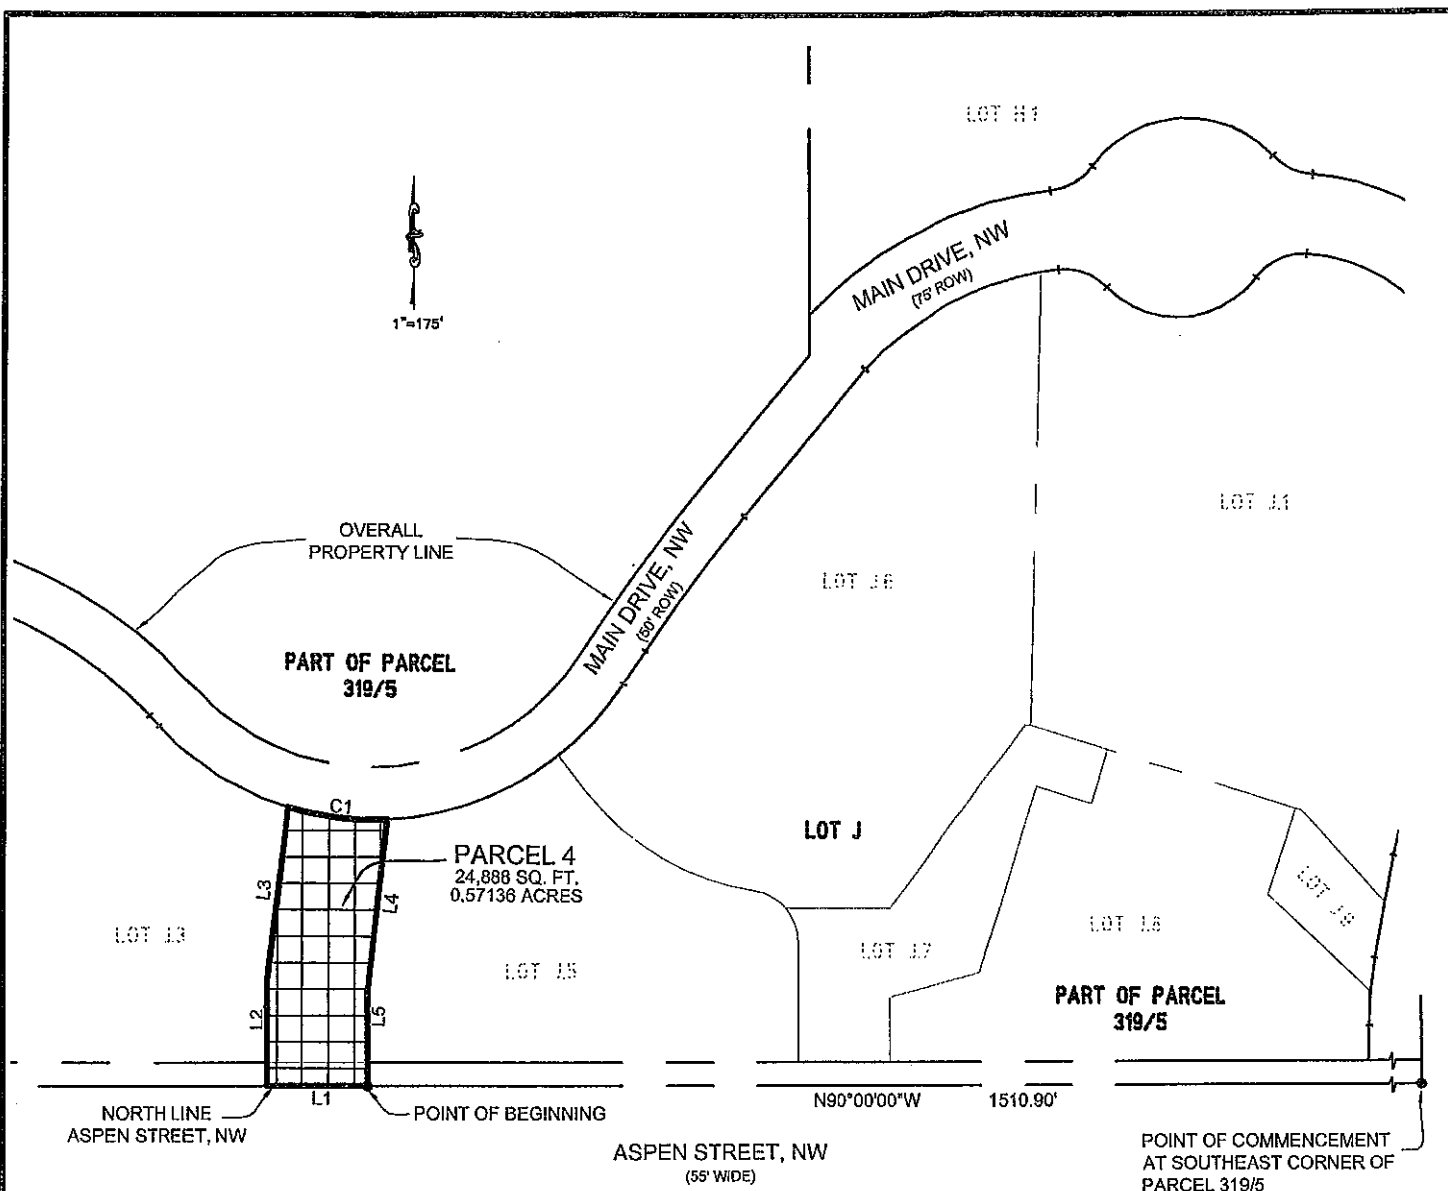 LOT H1
MAIN DRIVE, NW
(75' ROW)
1"=175'
OVERALL
PROPERTY LINE
LOT J1
LOT J6
MAIN DRIVE, NW
(50' ROW)
PART OF PARCEL
319/5
C1
LOT J
PARCEL 4
24,888 SQ. FT.
0.57136 ACRES
L3
L4
LOT J9
LOT J3
LOT J5
LOT J7
LOT J8
PART OF PARCEL
319/5
L2
L5
L1
N90°00'00"W 1510.90'
NORTH LINE
ASPEN STREET, NW
POINT OF BEGINNING
ASPEN STREET, NW
(55' WIDE)
POINT OF COMMENCEMENT
AT SOUTHEAST CORNER OF
PARCEL 319/5